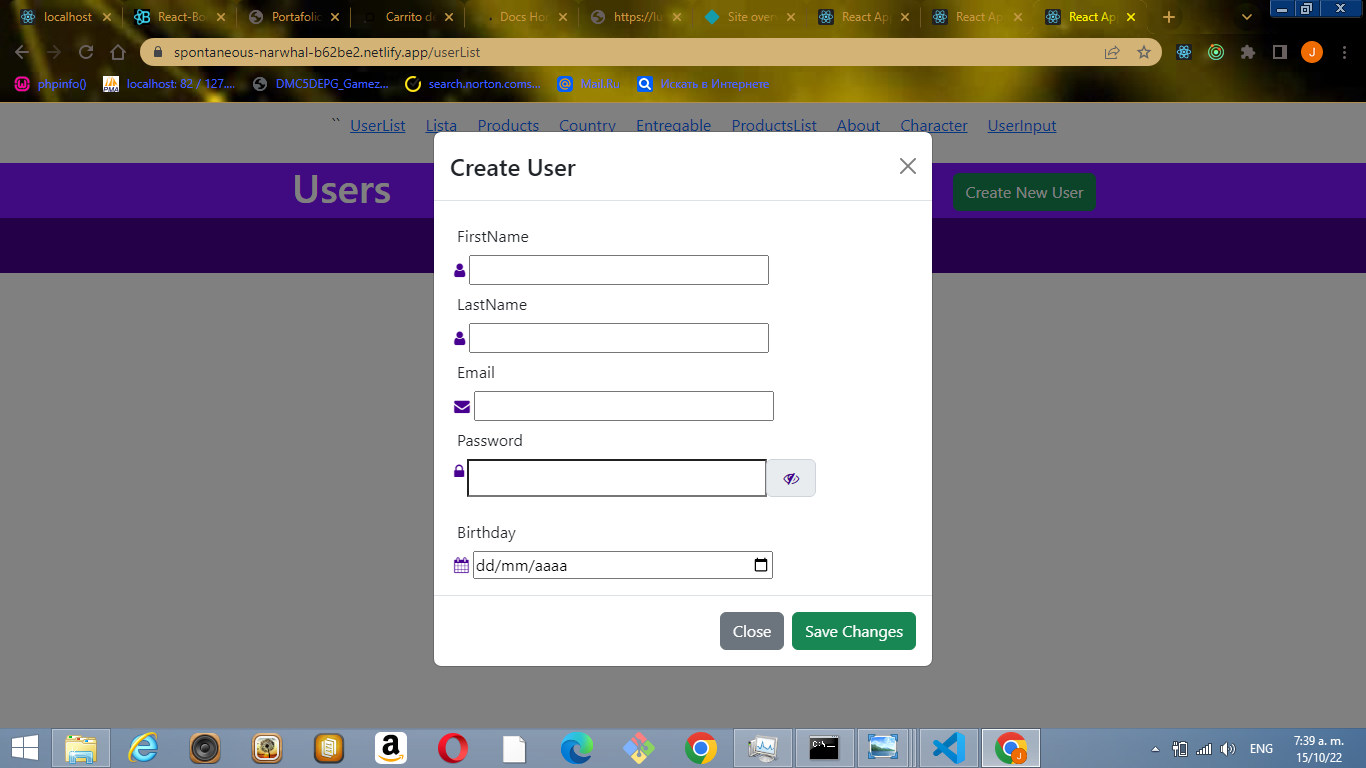 localhost
React-Bo
Portafolio
Carrito de
Docs Ho
https://lu
Site over
React Ap
React Ap
React Ap
spontaneous-narwhal-b62be2.netlify.app/userList
phpinfo()
localhost: 82 / 127....
DMC5DEPG_Gamez...
search.norton.coms...
Mail.Ru
Искать в Интернете
`` UserList Lista Products Country Entregable ProductsList About Character UserInput
Create User
Users
Create New User
FirstName
LastName
Email
Password
Birthday
dd/mm/aaaa
Close
Save Changes
ENG
7:39 a. m.
15/10/22